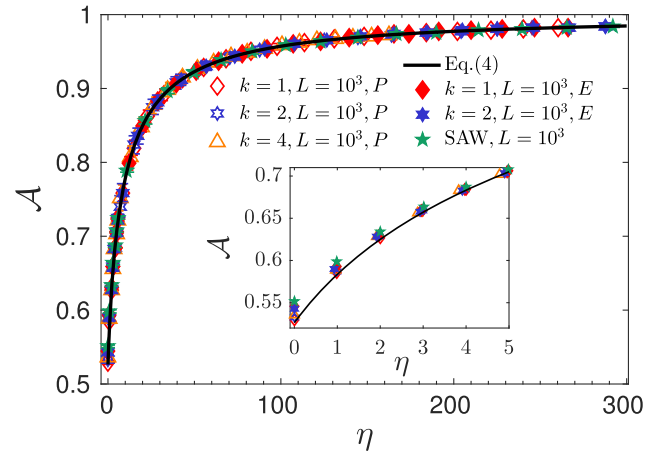 1
0.9
0.8
0.7
0.6
0.5
𝒜
k = 1, L = 10³, P
k = 2, L = 10³, P
k = 4, L = 10³, P
Eq.(4)
k = 1, L = 10³, E
k = 2, L = 10³, E
SAW, L = 10³
0.7
0.65
0.6
0.55
𝒜
0 1 2 3 4 5
η
0 100 200 300
η